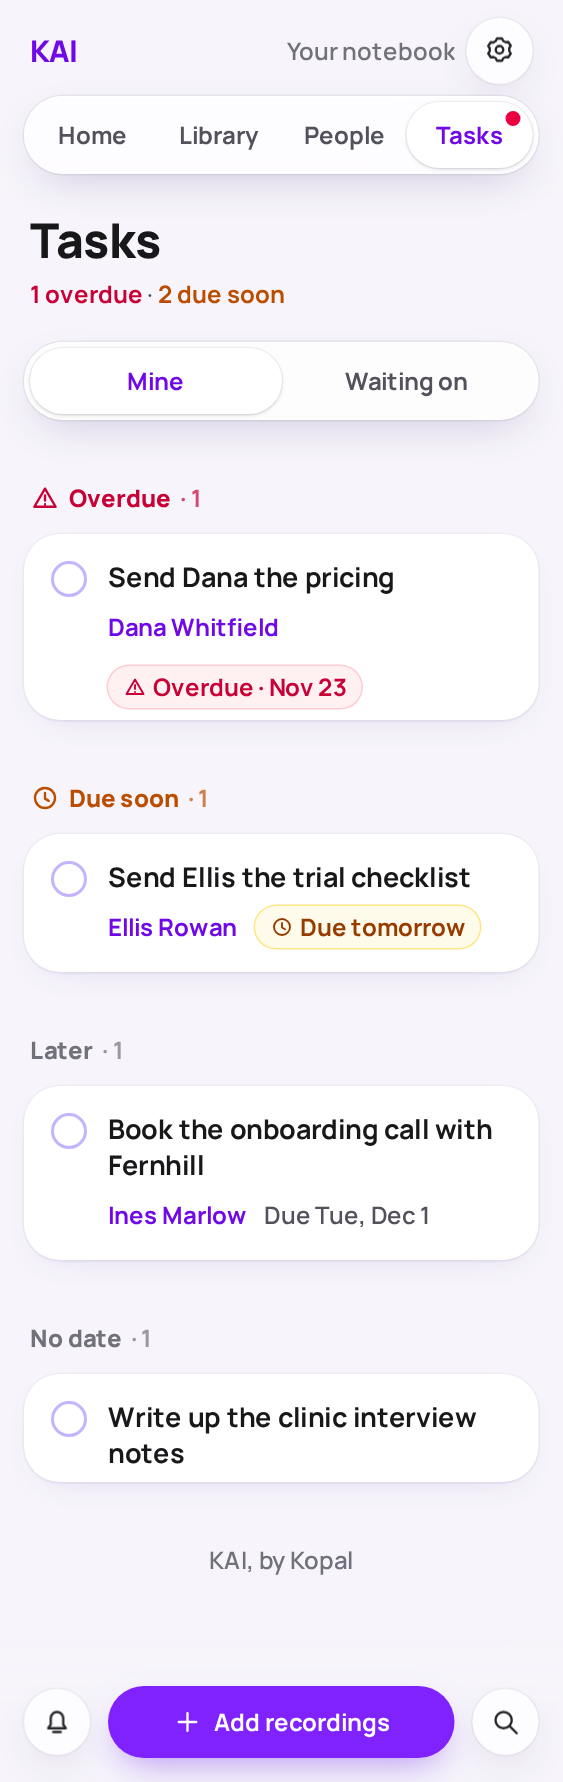 KAI
Your notebook
Home Library People Tasks
Tasks
1 overdue · 2 due soon
Mine Waiting on
Overdue · 1
Send Dana the pricing
Dana Whitfield
Overdue · Nov 23
Due soon · 1
Send Ellis the trial checklist
Ellis Rowan Due tomorrow
Later · 1
Book the onboarding call with
Fernhill
Ines Marlow Due Tue, Dec 1
No date · 1
Write up the clinic interview
notes
KAI, by Kopal
Add recordings